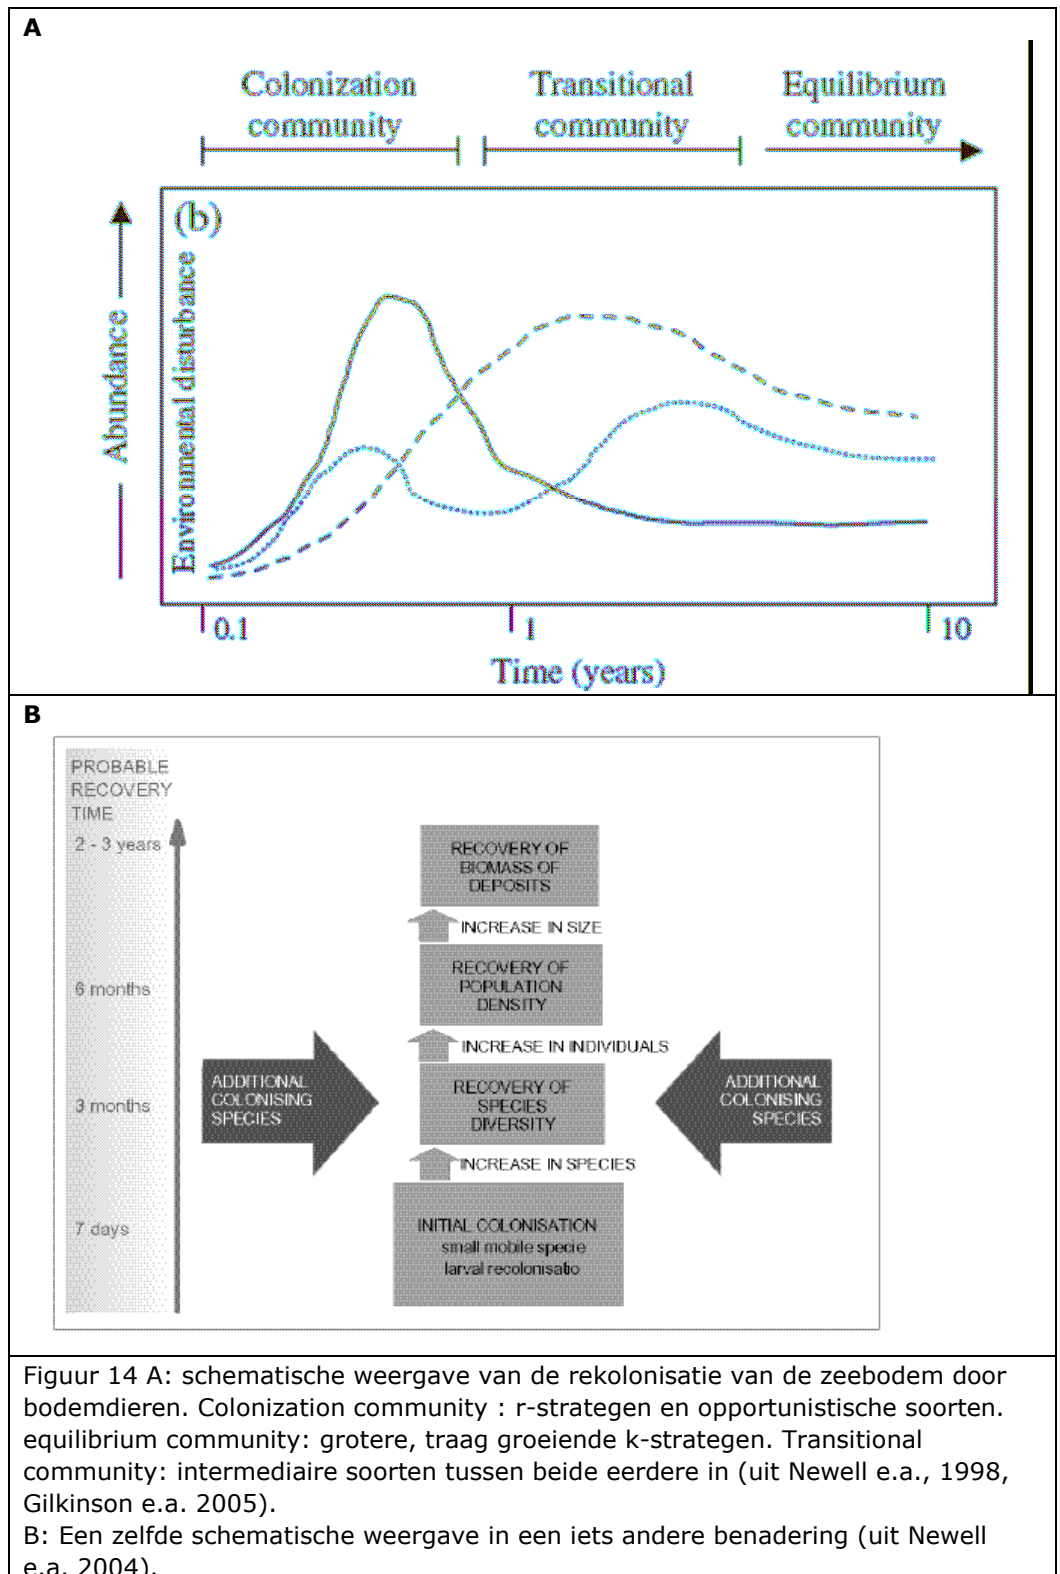 A
Colonization
community
Transitional
community
Equilibrium
community
(b)
Abundance
Environmental disturbance
0.1
1
10
Time (years)
B
PROBABLE
RECOVERY
TIME
2 - 3 years
6 months
3 months
7 days
RECOVERY OF
BIOMASS OF
DEPOSITS
INCREASE IN SIZE
RECOVERY OF
POPULATION
DENSITY
INCREASE IN INDIVIDUALS
ADDITIONAL
COLONISING
SPECIES
RECOVERY OF
SPECIES
DIVERSITY
ADDITIONAL
COLONISING
SPECIES
INCREASE IN SPECIES
INITIAL COLONISATION
small mobile specie
larval recolonisatio
Figuur 14 A: schematische weergave van de rekolonisatie van de zeebodem door
bodemdieren. Colonization community : r-strategen en opportunistische soorten.
equilibrium community: grotere, traag groeiende k-strategen. Transitional
community: intermediaire soorten tussen beide eerdere in (uit Newell e.a., 1998,
Gilkinson e.a. 2005).
B: Een zelfde schematische weergave in een iets andere benadering (uit Newell
e.a. 2004).